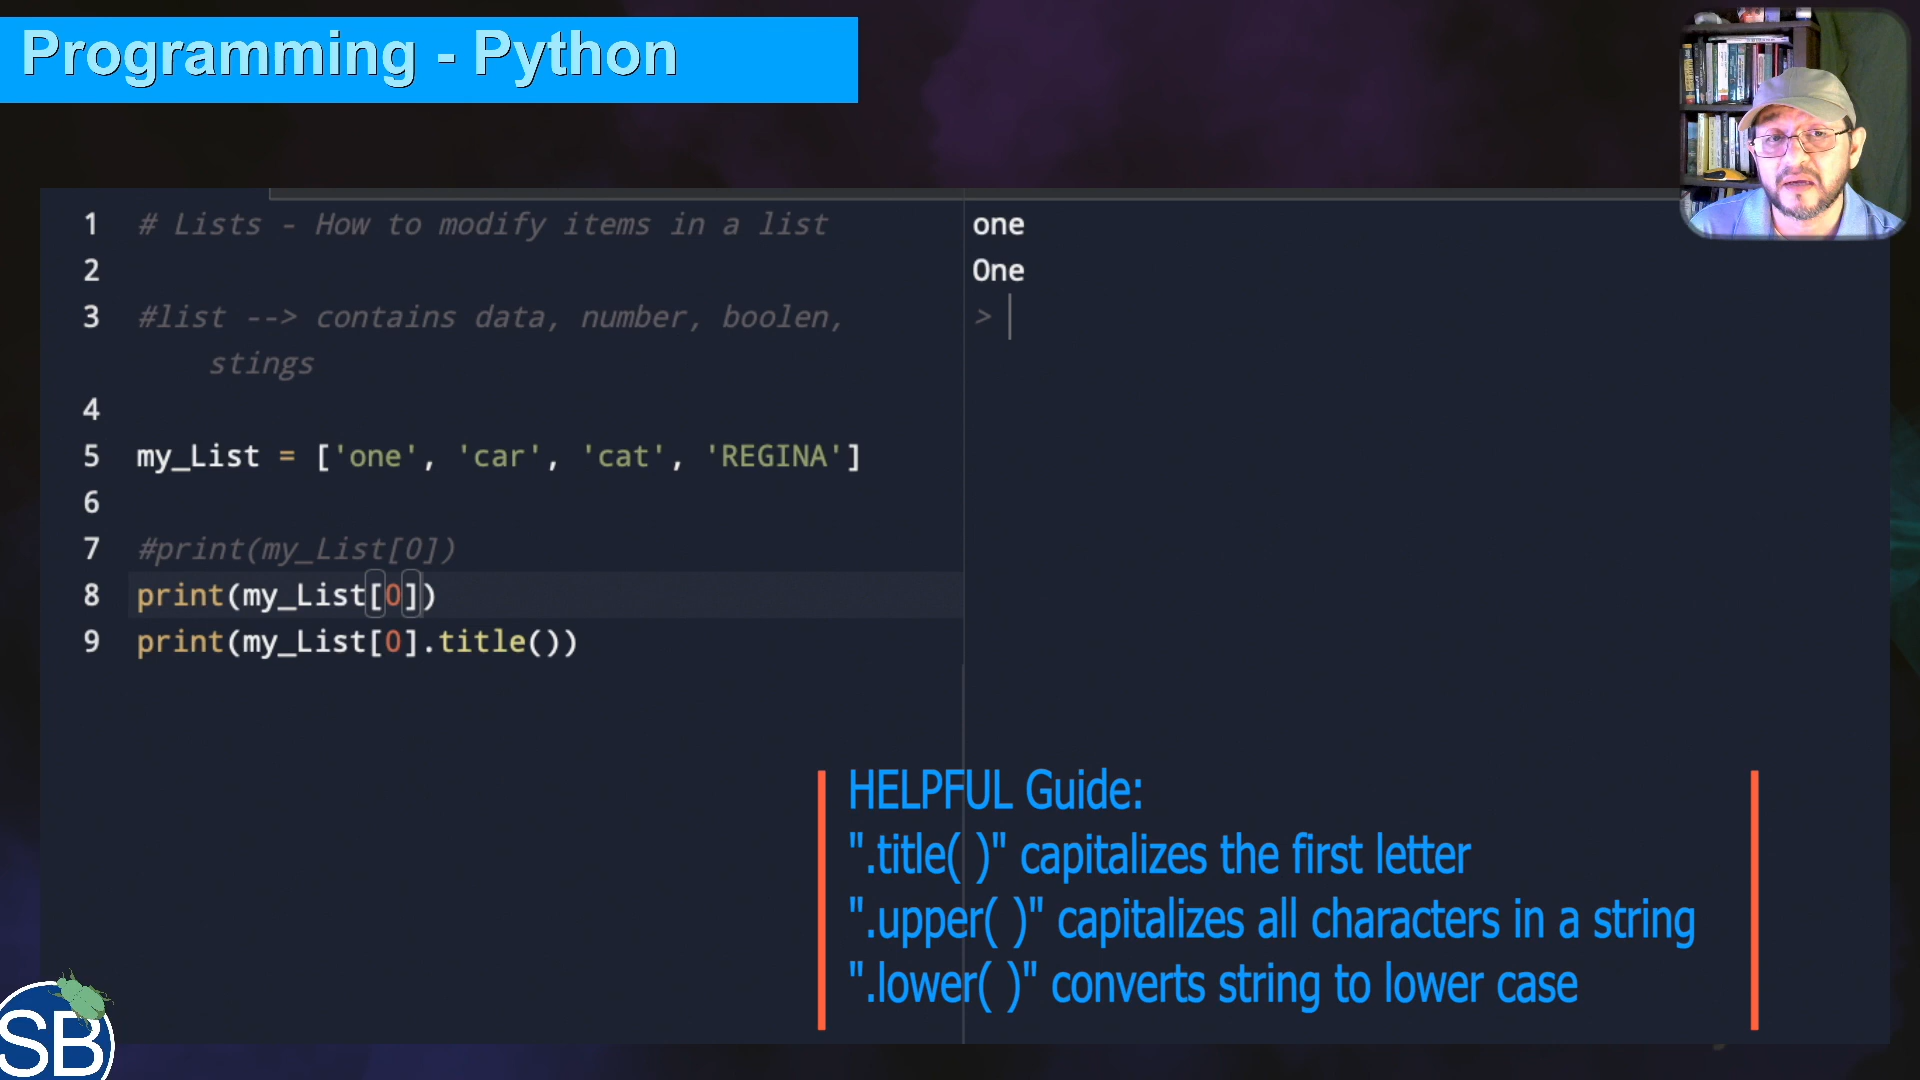 Programming - Python
1 # Lists - How to modify items in a list
2
3 #list --> contains data, number, boolen,
stings
4
5 my_List = ['one', 'car', 'cat', 'REGINA']
6
7 #print(my_List[0])
8 print(my_List[0])
9 print(my_List[0].title())
one
One
>
HELPFUL Guide:
".title( )" capitalizes the first letter
".upper( )" capitalizes all characters in a string
".lower( )" converts string to lower case
SB